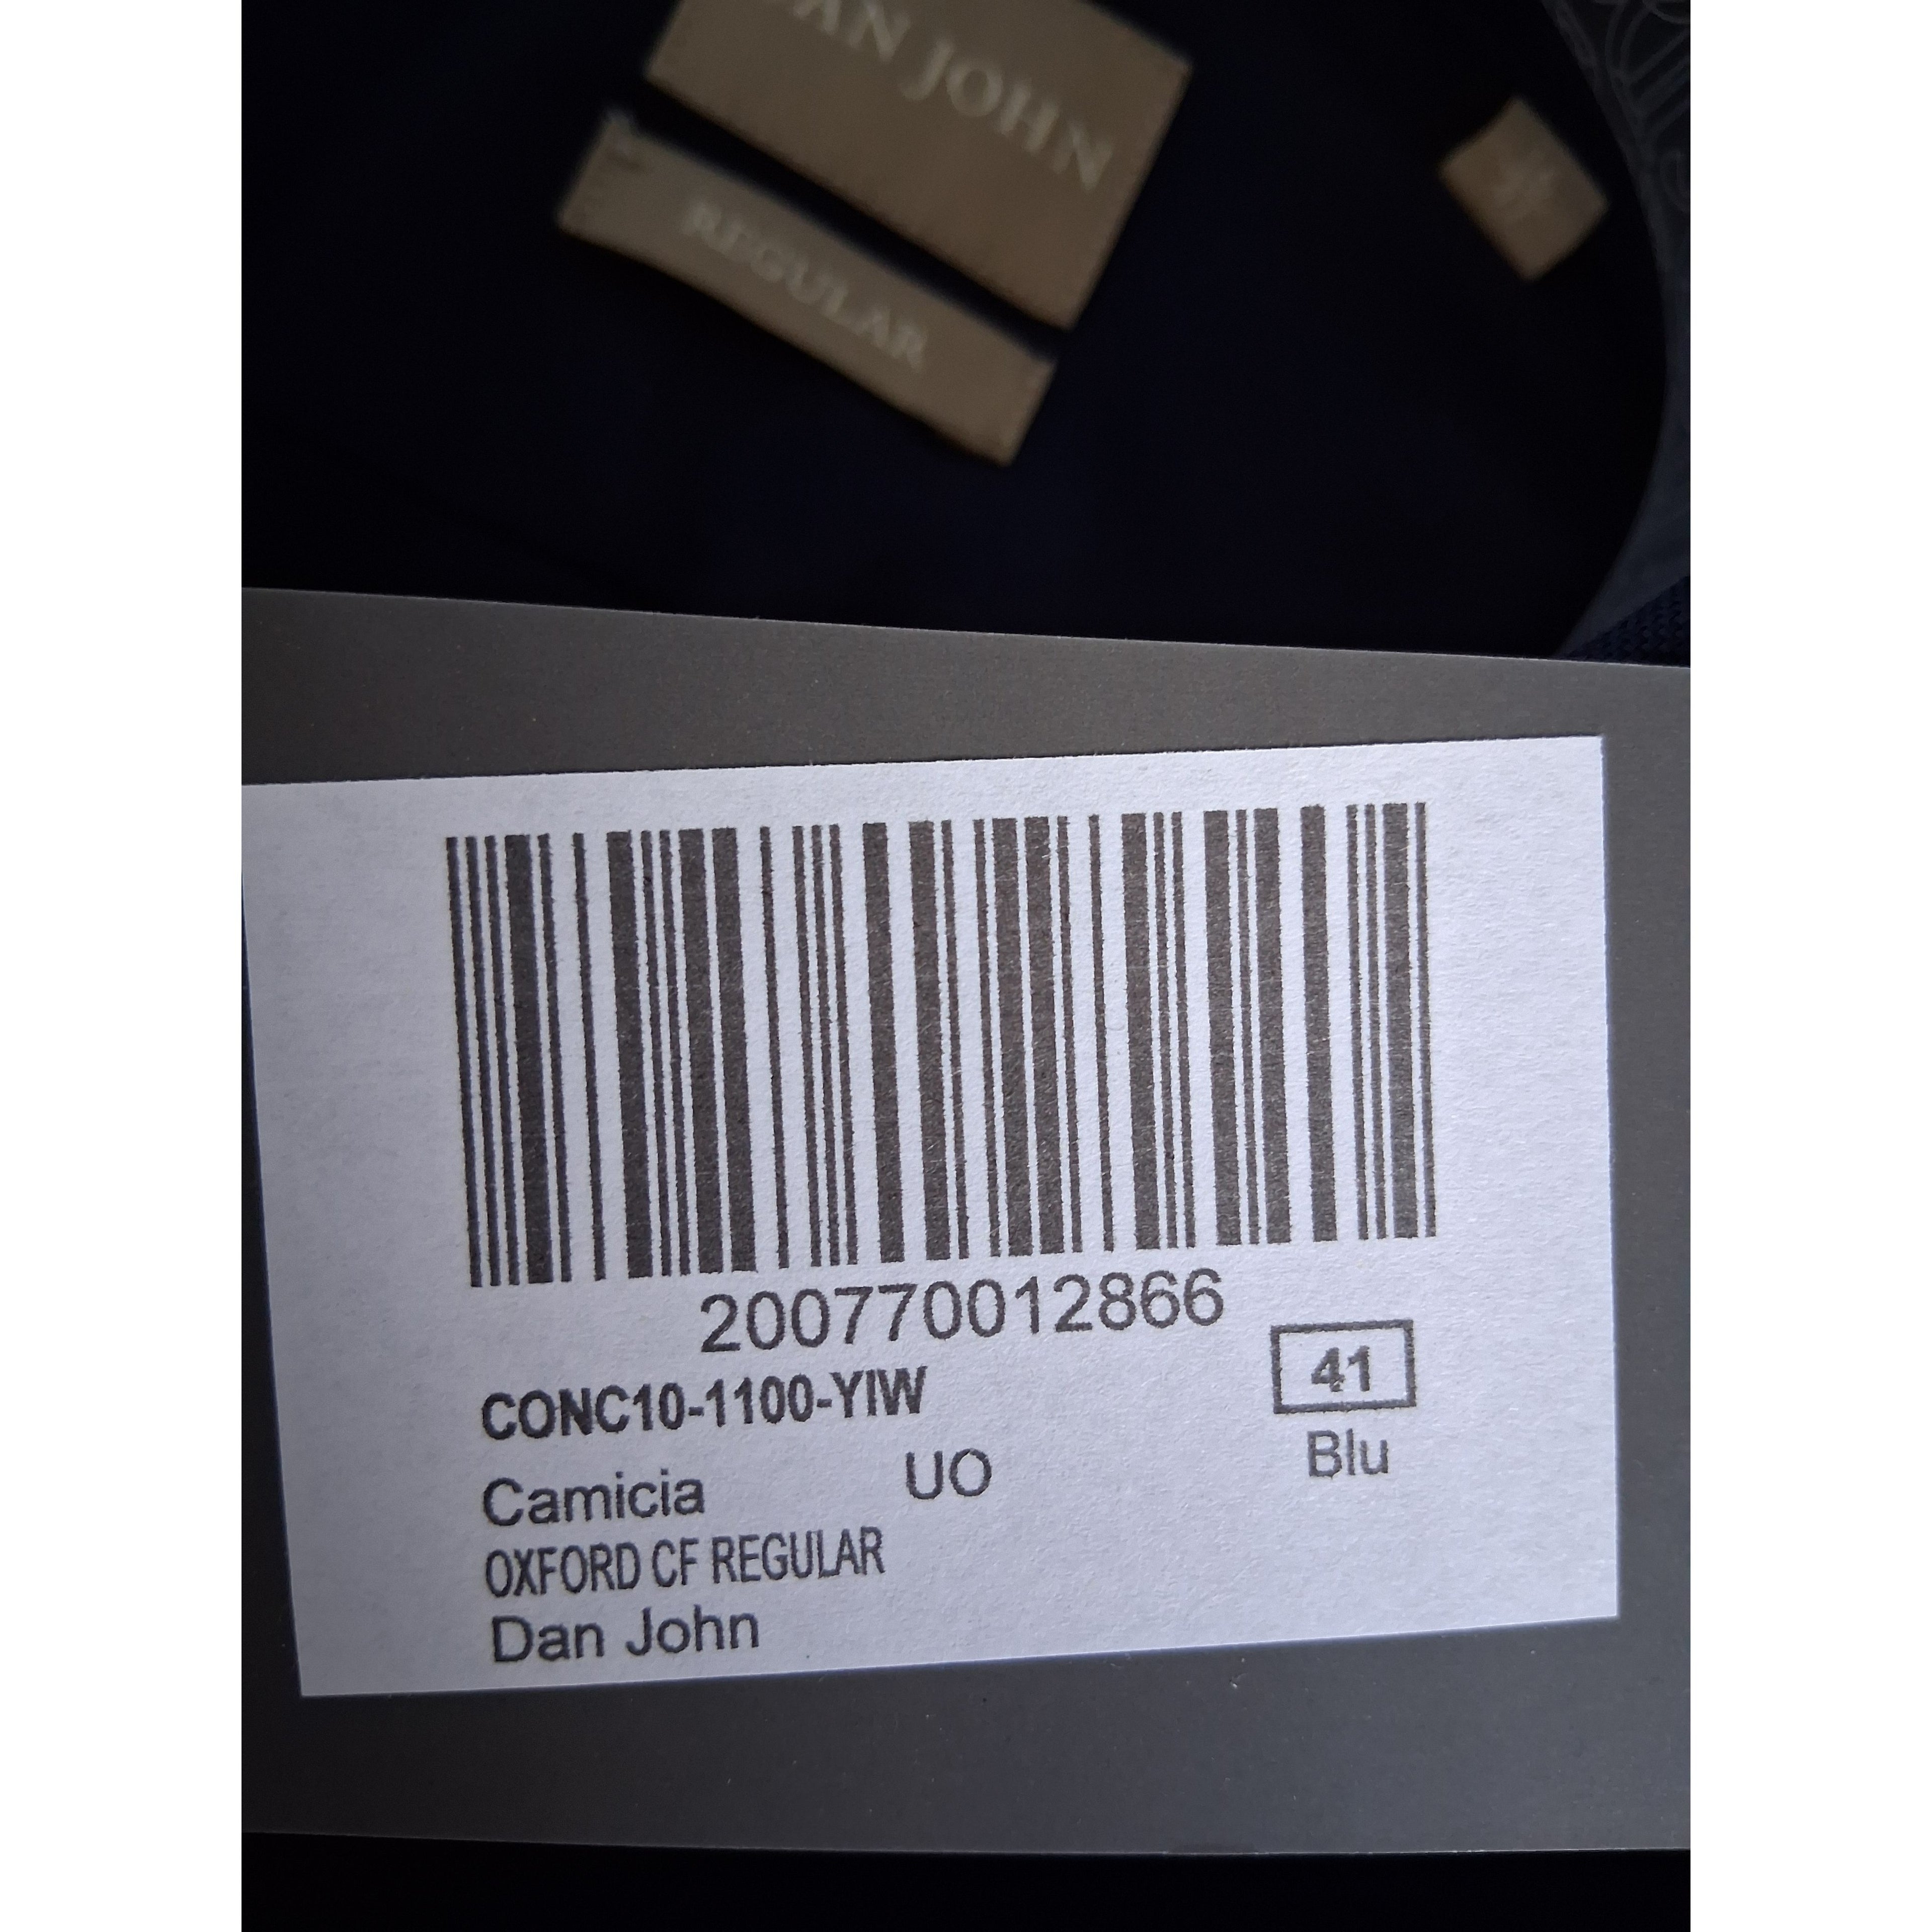 DAN JOHN
REGULAR
200770012866
CONC10-1100-YIW
41
Camicia UO Blu
OXFORD CF REGULAR
Dan John